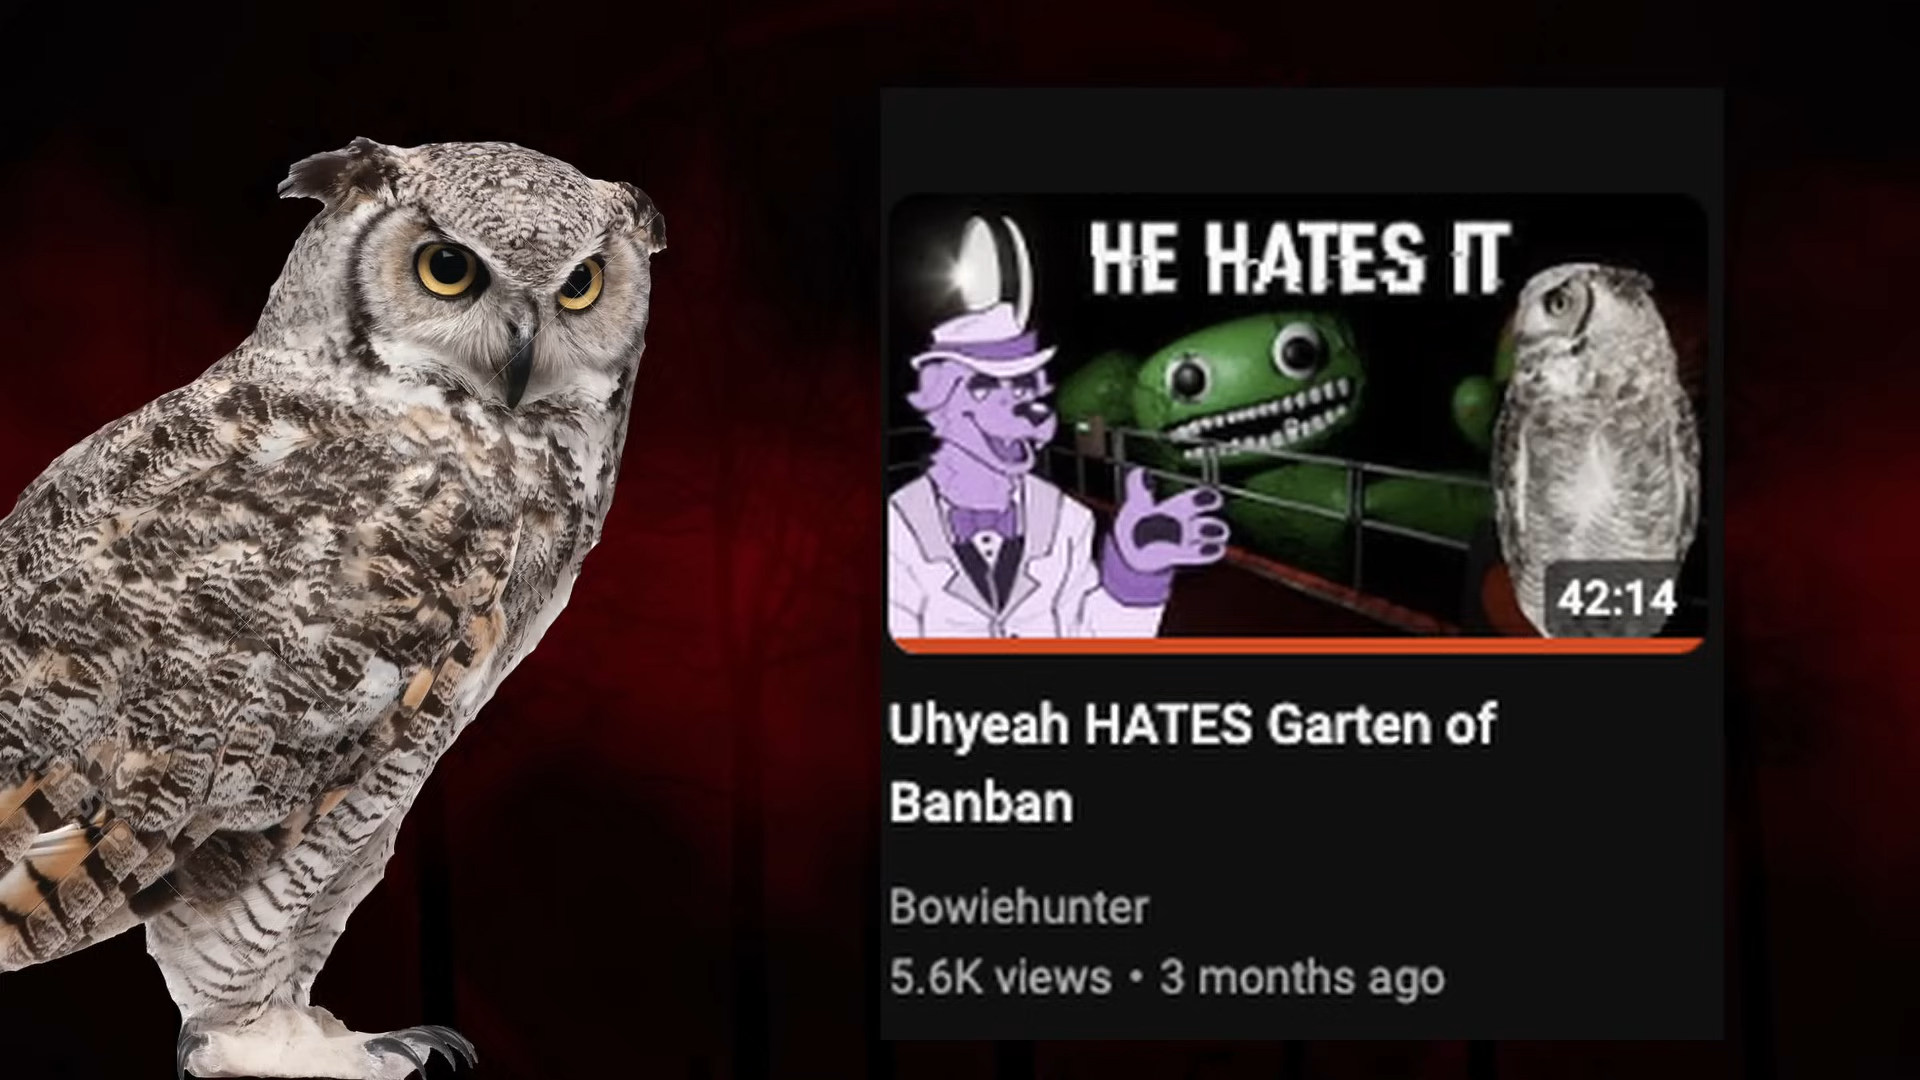 HE HATES IT
42:14
Uhyeah HATES Garten of
Banban
Bowiehunter
5.6K views • 3 months ago